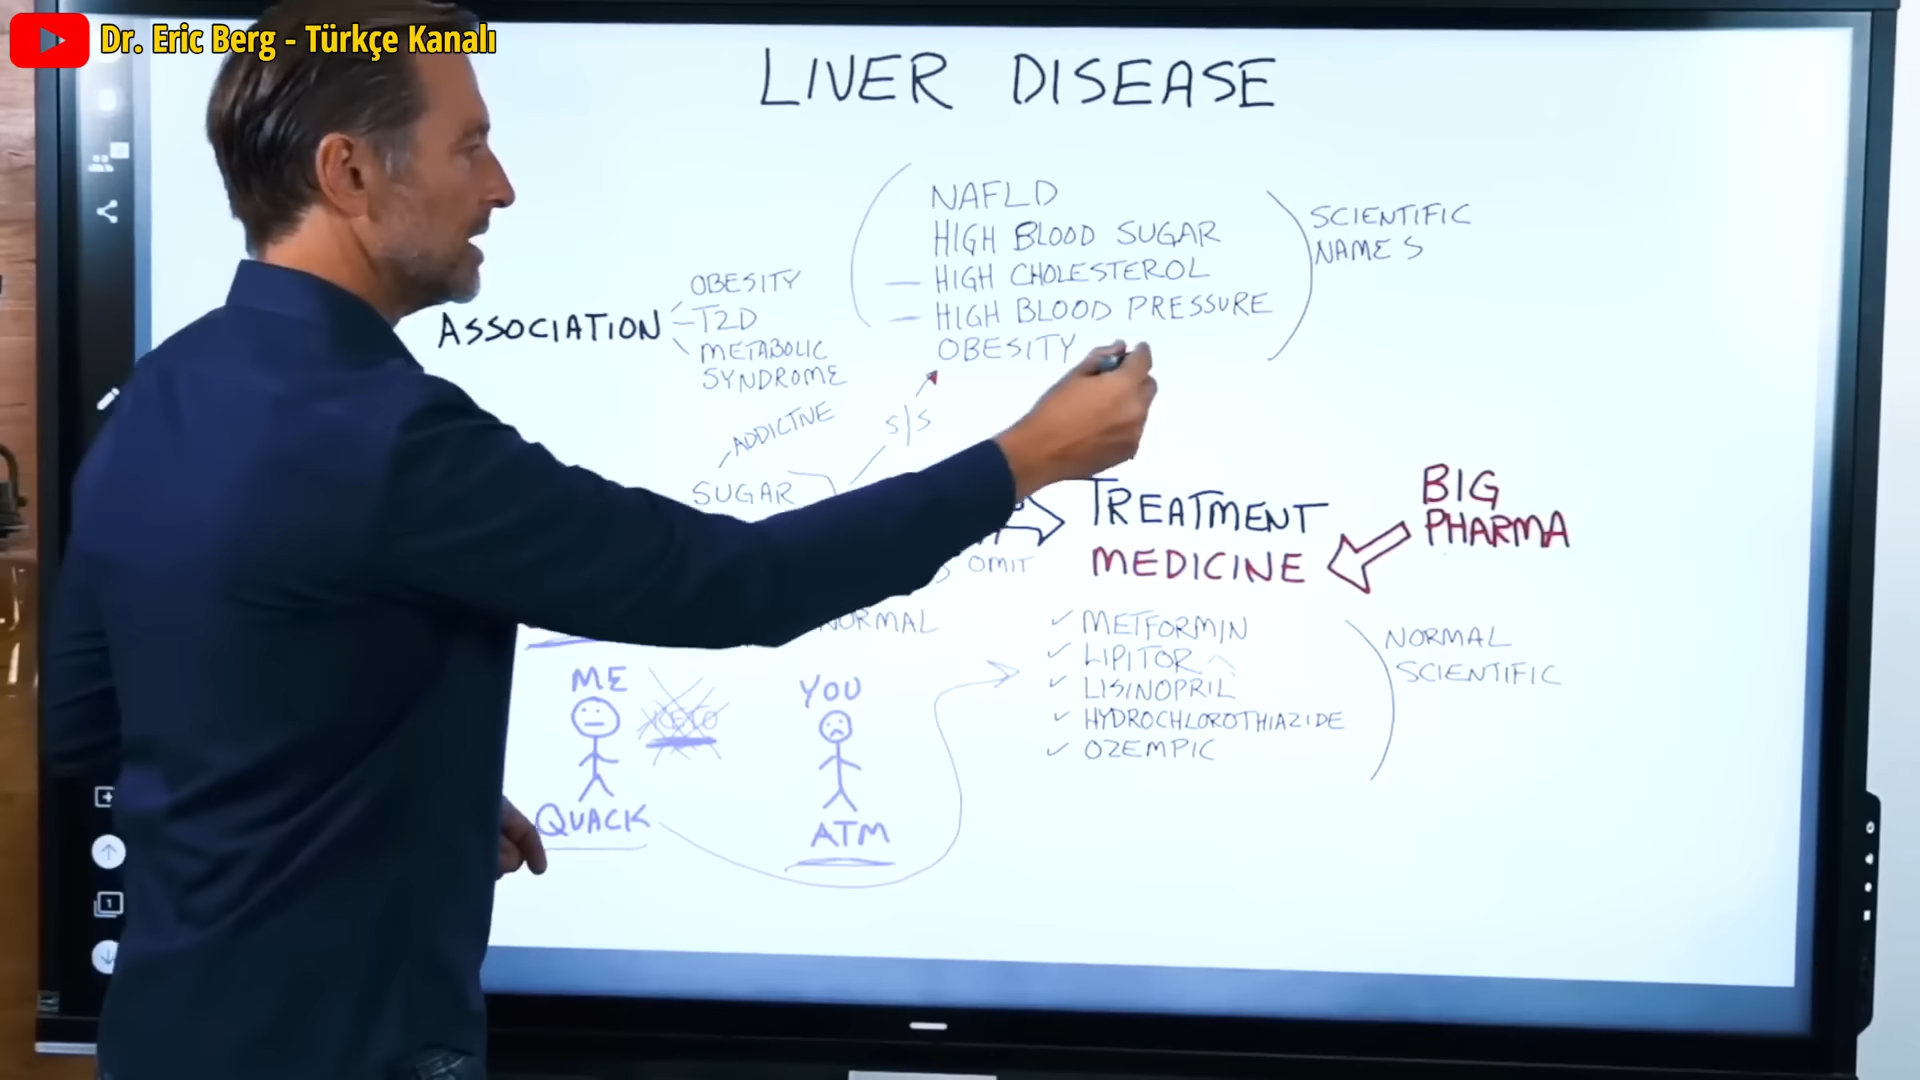 Dr. Eric Berg - Türkçe Kanalı
LIVER DISEASE
NAFLD
HIGH BLOOD SUGAR
HIGH CHOLESTEROL
HIGH BLOOD PRESSURE
OBESITY
SCIENTIFIC
NAMES
ASSOCIATION
OBESITY
T2D
METABOLIC
SYNDROME
ADDICTIVE
S/S
SUGAR
OMIT
NORMAL
TREATMENT
MEDICINE
BIG
PHARMA
METFORMIN
LIPITOR
LISINOPRIL
HYDROCHLOROTHIAZIDE
OZEMPIC
NORMAL
SCIENTIFIC
ME
KETO
QUACK
YOU
ATM
1